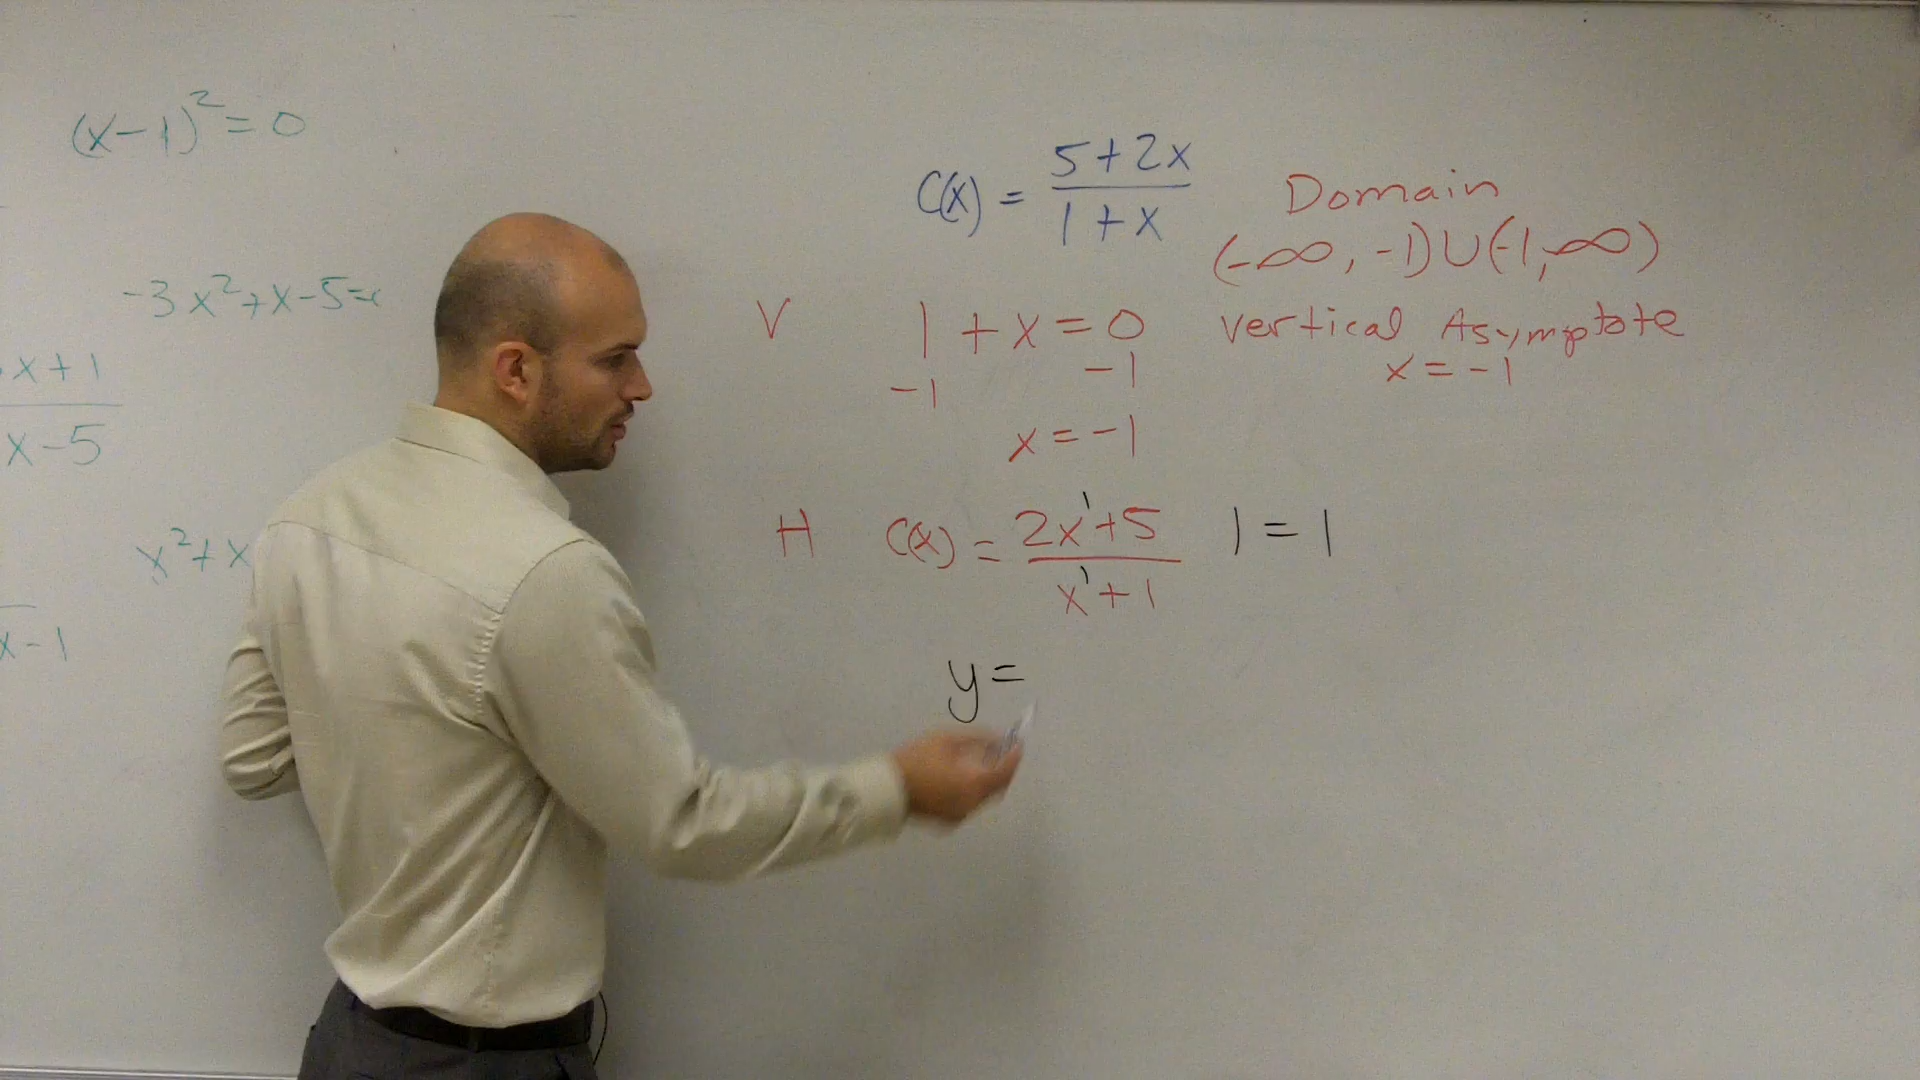 (x-1)² = 0
-3x²+x-5=
x+1
x-5
x²+x
x-1
C(x) = (5+2x)/(1+x)
Domain
(-∞, -1)∪(-1, ∞)
V 1 + x = 0
-1 -1
x = -1
Vertical Asymptote
x = -1
H C(x) = (2x¹+5)/(x¹+1) 1 = 1
y =